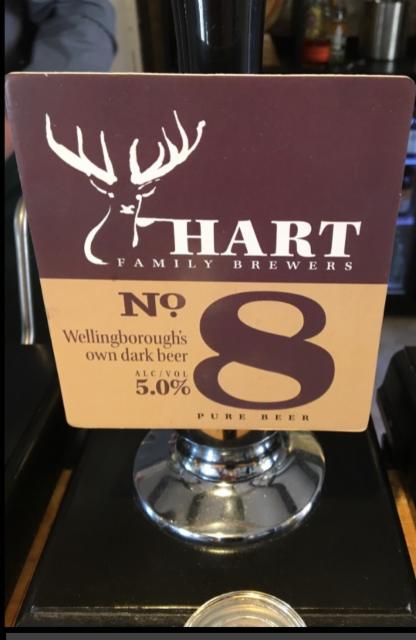 HART
FAMILY BREWERS
No
8
Wellingborough's
own dark beer
ALC/VOL
5.0%
PURE BEER